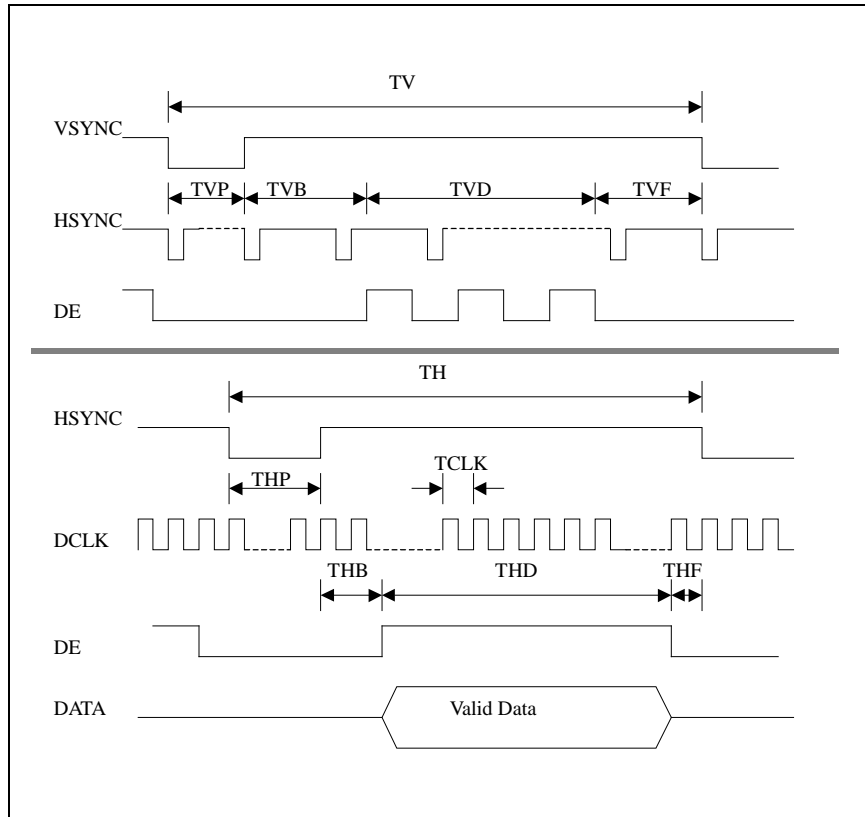 TV
VSYNC
TVP TVB TVD TVF
HSYNC
DE
TH
HSYNC
THP TCLK
DCLK
THB THD THF
DE
DATA Valid Data